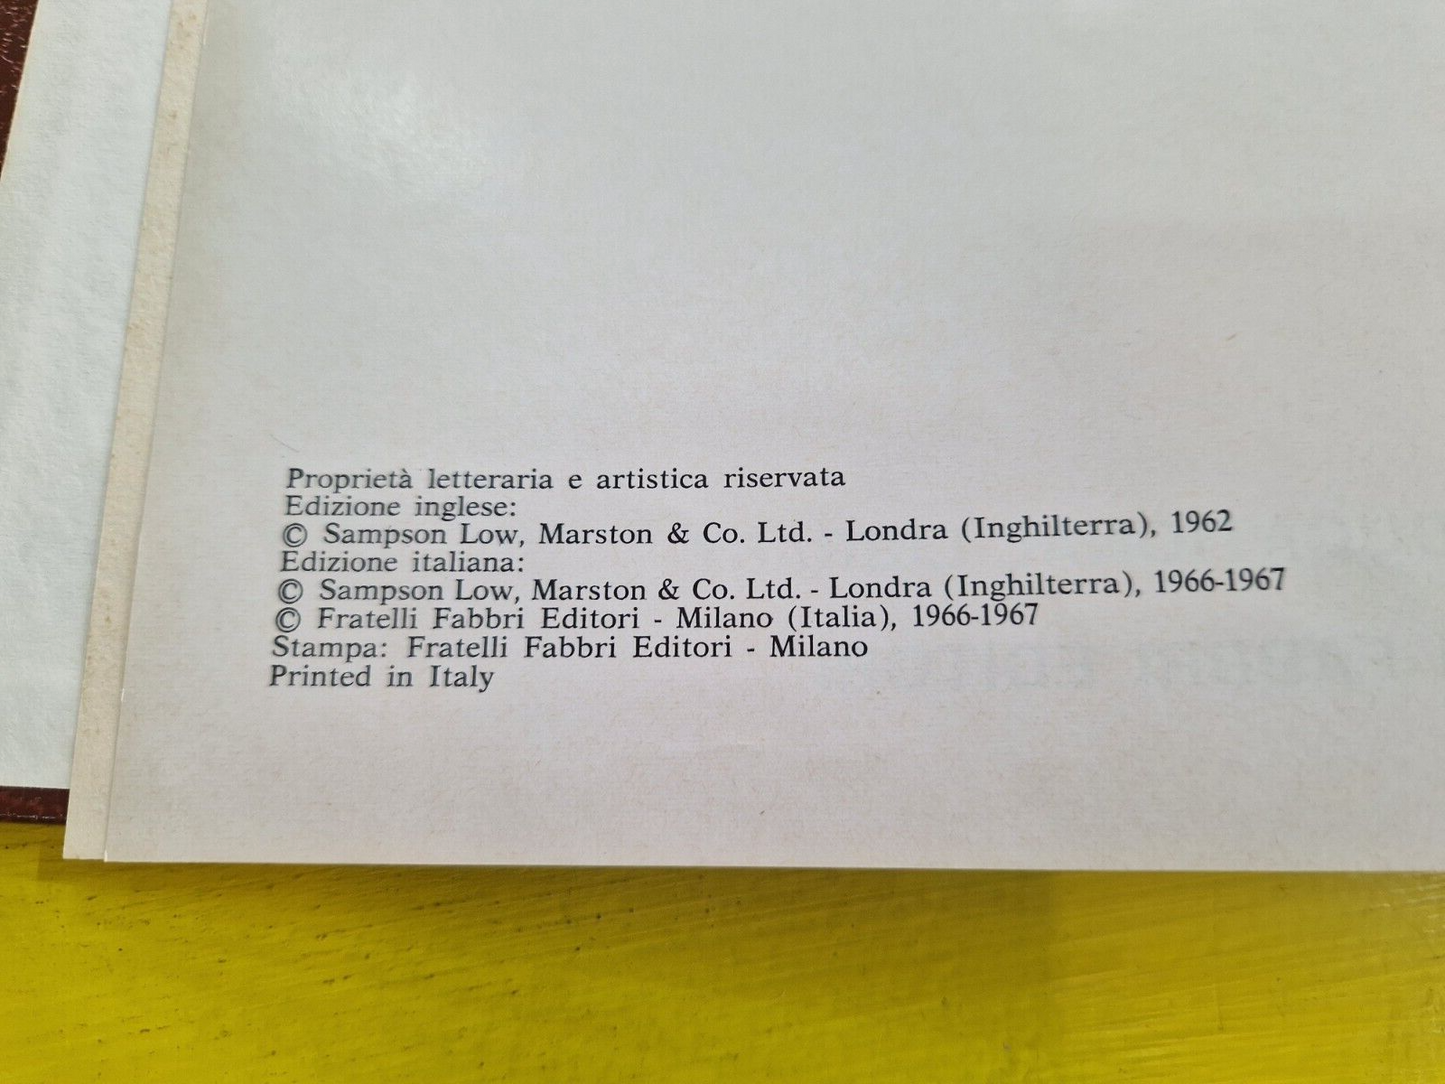 Proprietà letteraria e artistica riservata
Edizione inglese:
© Sampson Low, Marston & Co. Ltd. - Londra (Inghilterra), 1962
Edizione italiana:
© Sampson Low, Marston & Co. Ltd. - Londra (Inghilterra), 1966-1967
© Fratelli Fabbri Editori - Milano (Italia), 1966-1967
Stampa: Fratelli Fabbri Editori - Milano
Printed in Italy